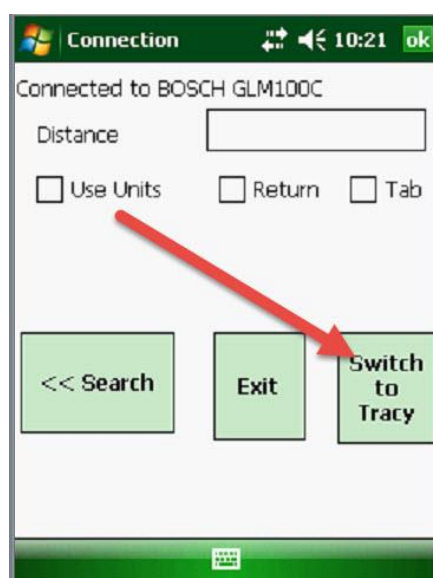 Connection 10:21 ok
Connected to BOSCH GLM100C
Distance
Use Units Return Tab
<< Search Exit Switch to Tracy